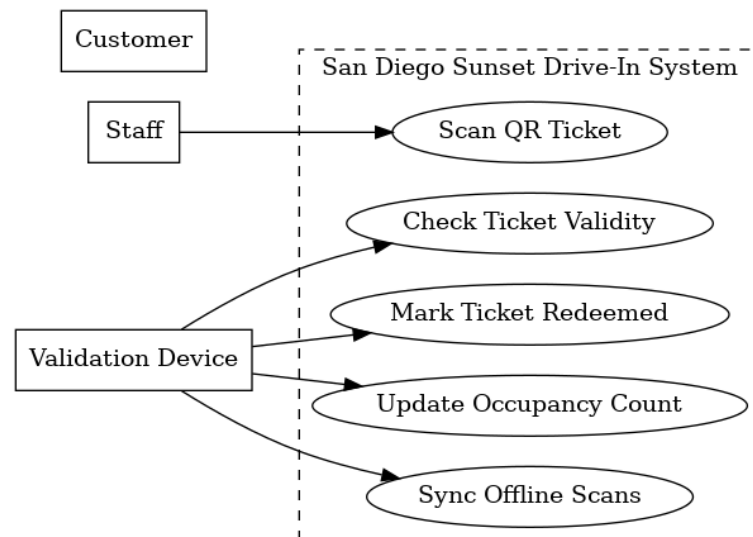 Customer
San Diego Sunset Drive-In System
Staff
Scan QR Ticket
Check Ticket Validity
Mark Ticket Redeemed
Validation Device
Update Occupancy Count
Sync Offline Scans